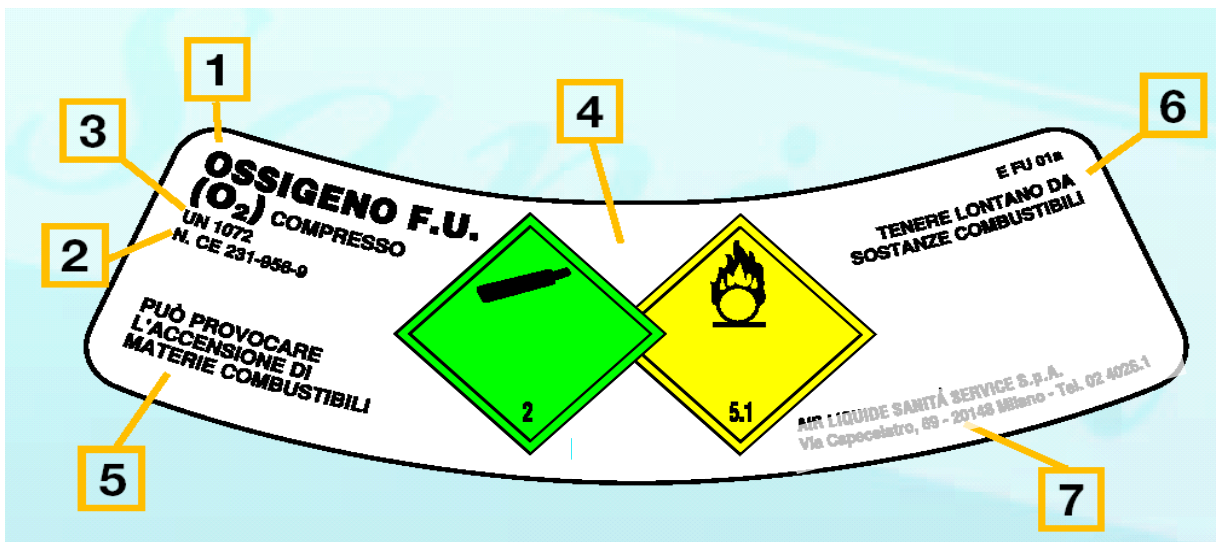 1
3
4
6
2
OSSIGENO F.U.
(O₂) COMPRESSO
UN 1072
N. CE 231-956-9
PUÒ PROVOCARE
L'ACCENSIONE DI
MATERIE COMBUSTIBILI
2
5.1
E FU 01a
TENERE LONTANO DA
SOSTANZE COMBUSTIBILI
AIR LIQUIDE SANITÁ SERVICE S.p.A.
Via Capecelatro, 69 - 20148 Milano - Tel. 02 4026.1
5
7